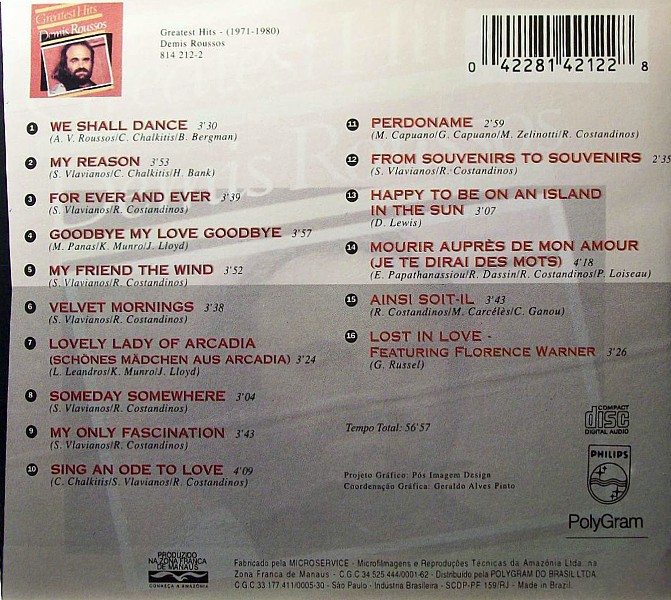 Greatest Hits
Demis Roussos
Greatest Hits - (1971-1980)
Demis Roussos
814 212-2
0 42281 42122 8
1 WE SHALL DANCE 3'30
(A. V. Roussos/C. Chalkitis/B. Bergman)
2 MY REASON 3'53
(S. Vlavianos/C. Chalkitis/H. Bank)
3 FOR EVER AND EVER 3'39
(S. Vlavianos/R. Costandinos)
4 GOODBYE MY LOVE GOODBYE 3'57
(M. Panas/K. Munro/J. Lloyd)
5 MY FRIEND THE WIND 3'52
(S. Vlavianos/R. Costandinos)
6 VELVET MORNINGS 3'38
(S. Vlavianos/R. Costandinos)
7 LOVELY LADY OF ARCADIA
(SCHÖNES MÄDCHEN AUS ARCADIA) 3'24
(L. Leandros/K. Munro/J. Lloyd)
8 SOMEDAY SOMEWHERE 3'04
(S. Vlavianos/R. Costandinos)
9 MY ONLY FASCINATION 3'43
(S. Vlavianos/R. Costandinos)
10 SING AN ODE TO LOVE 4'09
(C. Chalkitis/S. Vlavianos/R. Costandinos)
11 PERDONAME 2'59
(M. Capuano/G. Capuano/M. Zelinotti/R. Costandinos)
12 FROM SOUVENIRS TO SOUVENIRS 2'35
(S. Vlavianos/R. Costandinos)
13 HAPPY TO BE ON AN ISLAND
IN THE SUN 3'07
(D. Lewis)
14 MOURIR AUPRÈS DE MON AMOUR
(JE TE DIRAI DES MOTS) 4'18
(E. Papathanassiou/R. Dassin/R. Costandinos/P. Loiseau)
15 AINSI SOIT-IL 3'43
(R. Costandinos/M. Carcélès/C. Ganou)
16 LOST IN LOVE -
FEATURING FLORENCE WARNER 3'26
(G. Russel)
Tempo Total: 56'57
Projeto Gráfico: Pós Imagem Design
Coordennação Gráfica: Geraldo Alves Pinto
COMPACT
disc
DIGITAL AUDIO
PHILIPS
PolyGram
PRODUZIDO
NA ZONA FRANCA
DE MANAUS
CONHEÇA A AMAZÔNIA
Fabricado pela MICROSERVICE - Microfilmagens e Reproduções Técnicas da Amazônia Ltda. na
Zona Franca de Manaus - C.G.C 34 525.444/0001-62 - Distribuído pela POLYGRAM DO BRASIL LTDA.
C.G.C 33 177.411/0005-30 - São Paulo - Indústria Brasileira - SCDP-PF 159/RJ - Made in Brazil.